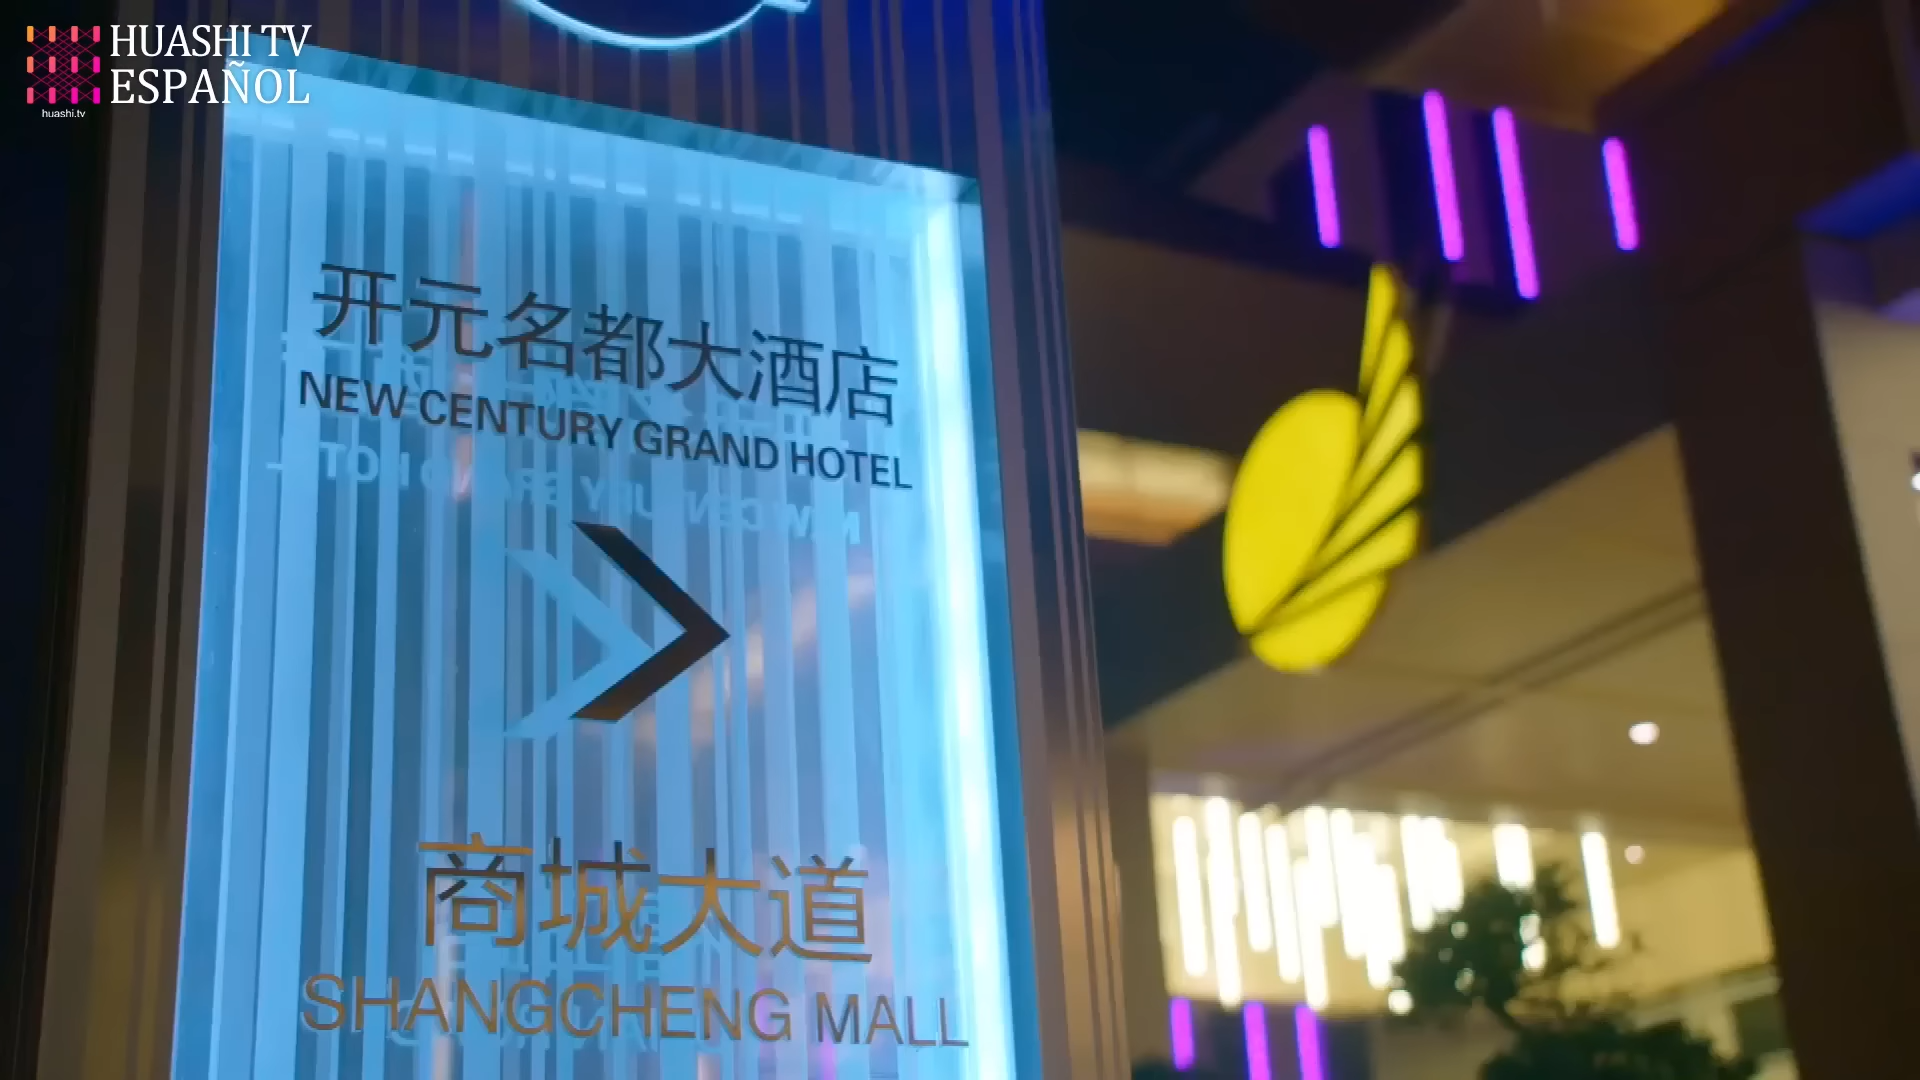 HUASHI TV
ESPAÑOL
huashi.tv
开元名都大酒店
NEW CENTURY GRAND HOTEL
商城大道
SHANGCHENG MALL